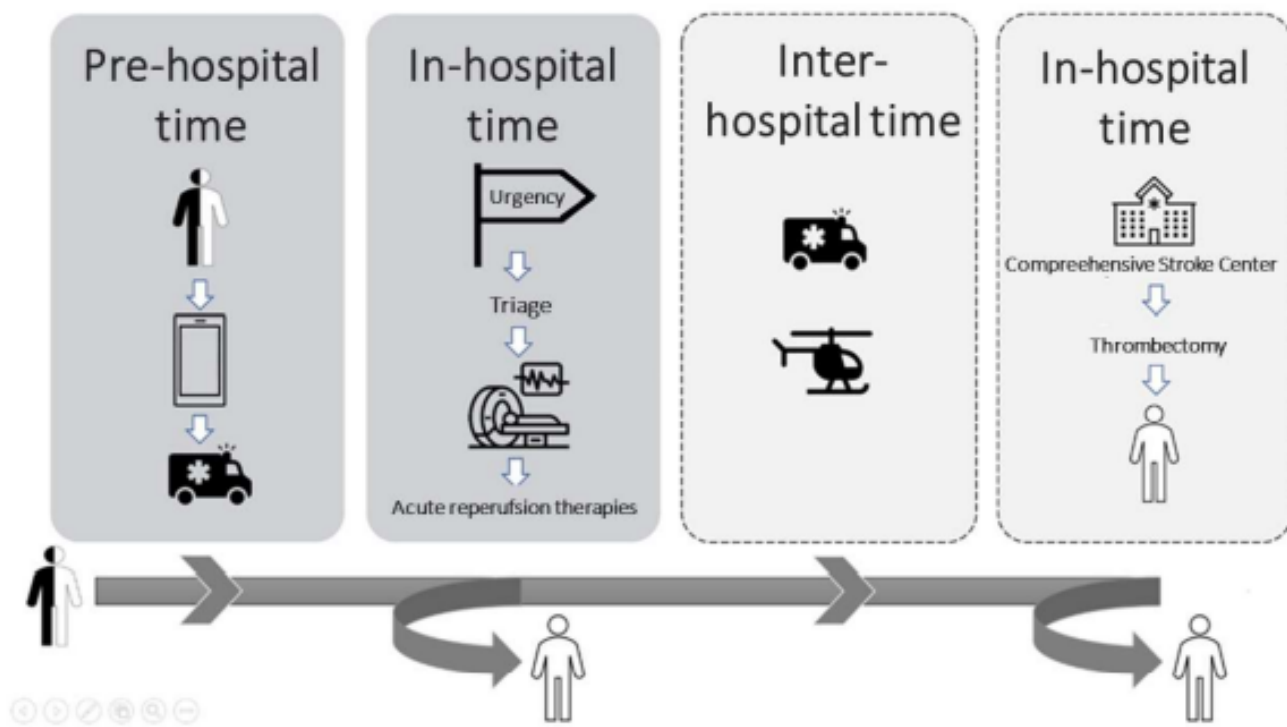 Pre-hospital
time
In-hospital
time
Urgency
Triage
Acute reperufsion therapies
Inter-
hospital time
In-hospital
time
Compreehensive Stroke Center
Thrombectomy